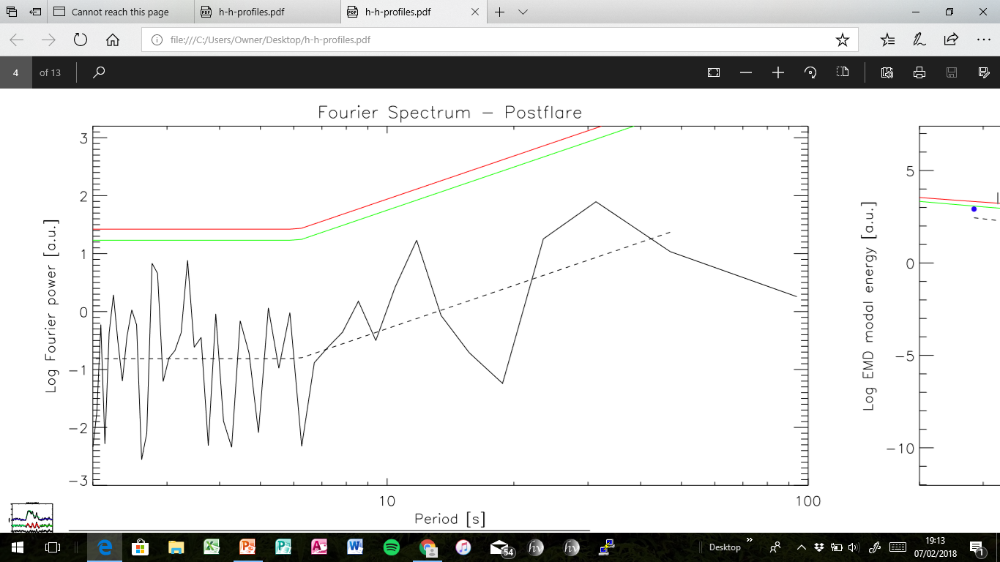 Cannot reach this page
h-h-profiles.pdf
h-h-profiles.pdf
file:///C:/Users/Owner/Desktop/h-h-profiles.pdf
4 of 13
Fourier Spectrum − Postflare
Log Fourier power [a.u.]
3
2
1
0
−1
−2
−3
10
100
Period [s]
Log EMD modal energy [a.u.]
5
0
−5
−10
54
Desktop
19:13
07/02/2018
1